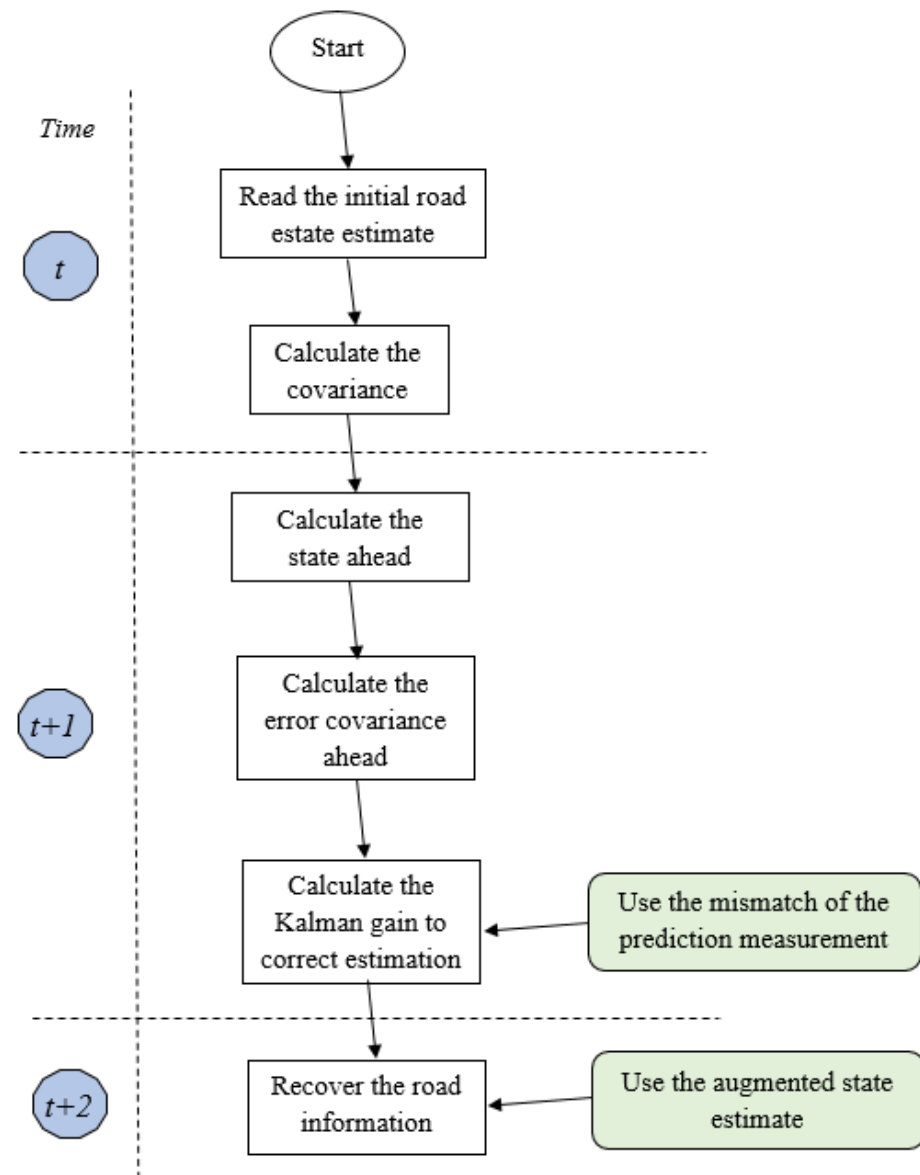 Start
Time
Read the initial road
estate estimate
t
Calculate the
covariance
Calculate the
state ahead
Calculate the
error covariance
ahead
t+1
Calculate the
Kalman gain to
correct estimation
Use the mismatch of the
prediction measurement
Recover the road
information
Use the augmented state
estimate
t+2